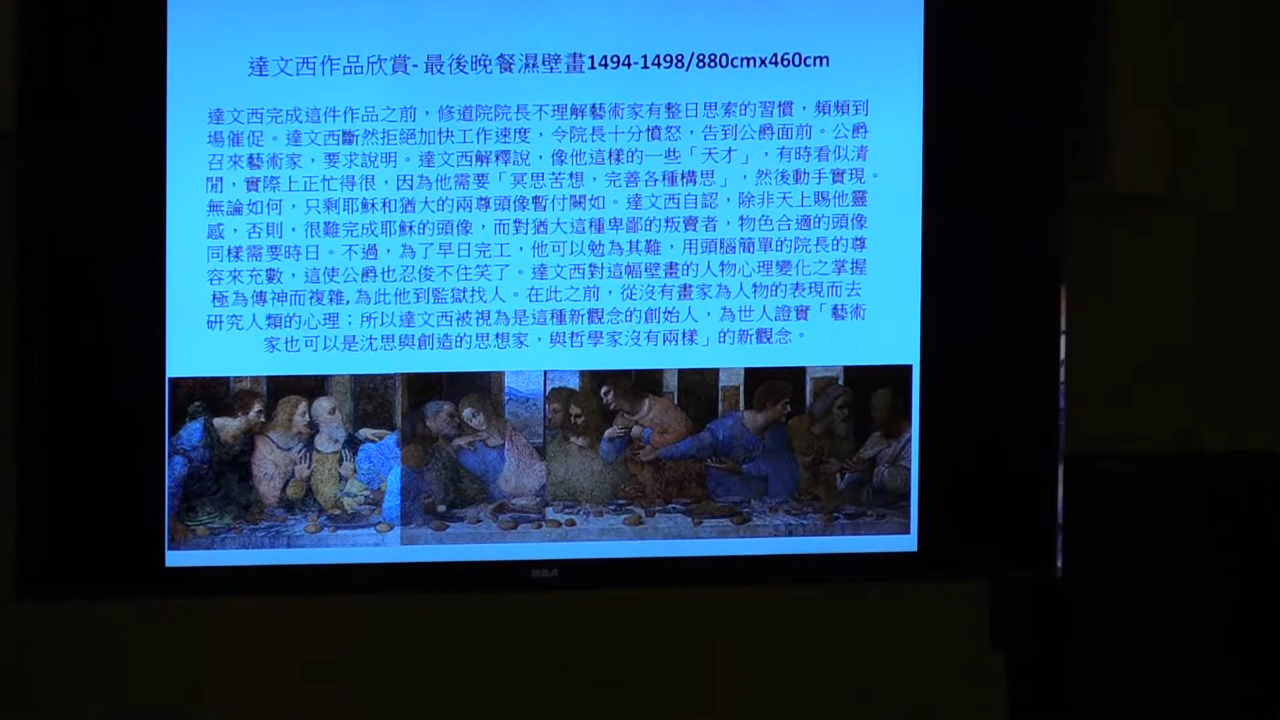 達文西作品欣賞- 最後晚餐濕壁畫1494-1498/880cmx460cm
達文西完成這件作品之前，修道院院長不理解藝術家有整日思索的習慣，頻頻到
場催促。達文西斷然拒絕加快工作速度，令院長十分憤怒，告到公爵面前。公爵
召來藝術家，要求說明。達文西解釋說，像他這樣的一些「天才」，有時看似清
閒，實際上正忙得很，因為他需要「冥思苦想，完善各種構思」，然後動手實現。
無論如何，只剩耶穌和猶大的兩尊頭像暫付闕如。達文西自認，除非天上賜他靈
感，否則，很難完成耶穌的頭像，而對猶大這種卑鄙的叛賣者，物色合適的頭像
同樣需要時日。不過，為了早日完工，他可以勉為其難，用頭腦簡單的院長的尊
容來充數，這使公爵也忍俊不住笑了。達文西對這幅壁畫的人物心理變化之掌握
極為傳神而複雜, 為此他到監獄找人。在此之前，從沒有畫家為人物的表現而去
研究人類的心理；所以達文西被視為是這種新觀念的創始人，為世人證實「藝術
家也可以是沈思與創造的思想家，與哲學家沒有兩樣」的新觀念。
RCA